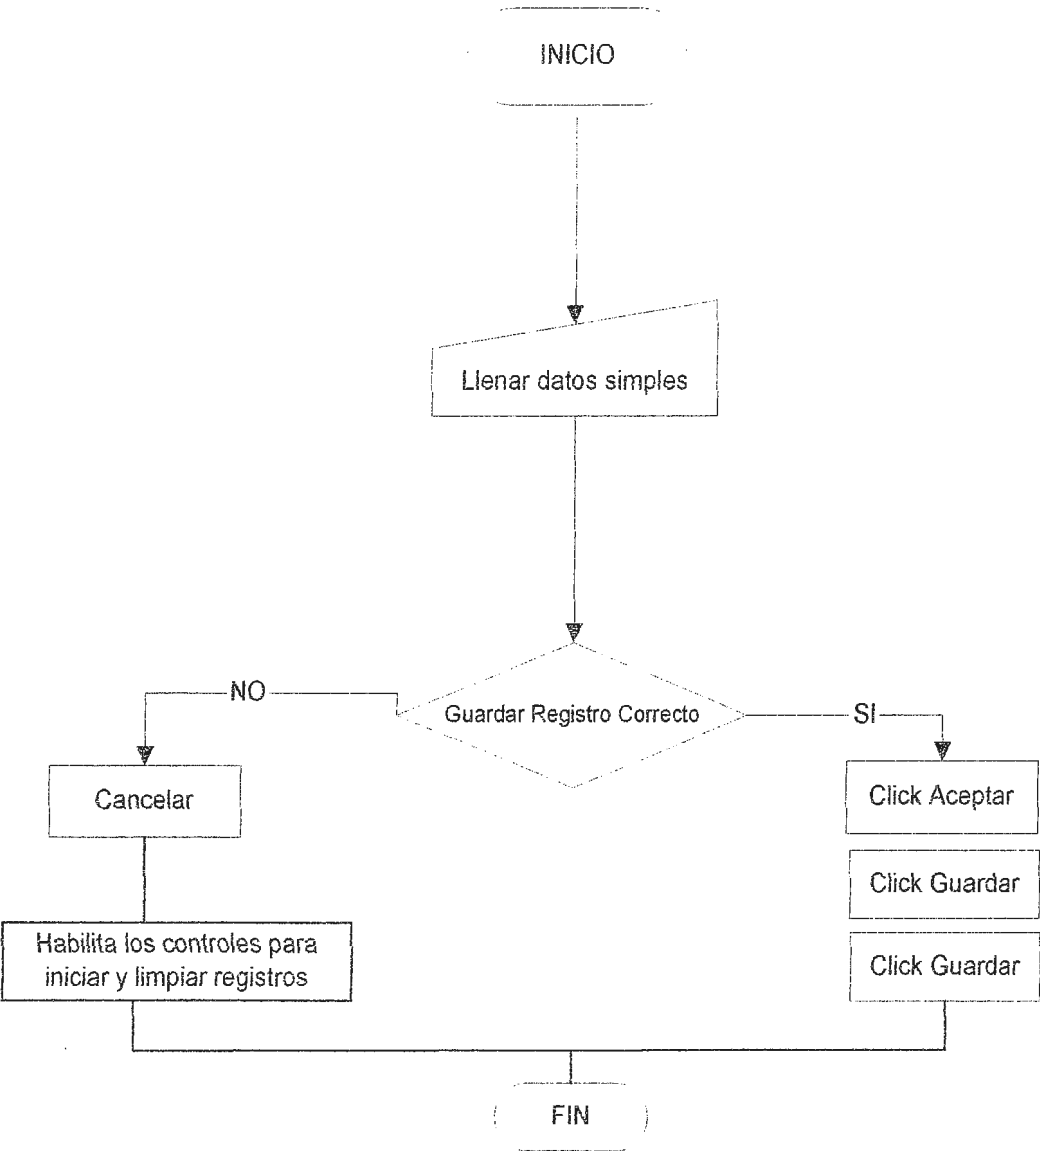 INICIO
Llenar datos simples
Guardar Registro Correcto
NO
SI
Cancelar
Habilita los controles para
iniciar y limpiar registros
Click Aceptar
Click Guardar
Click Guardar
FIN